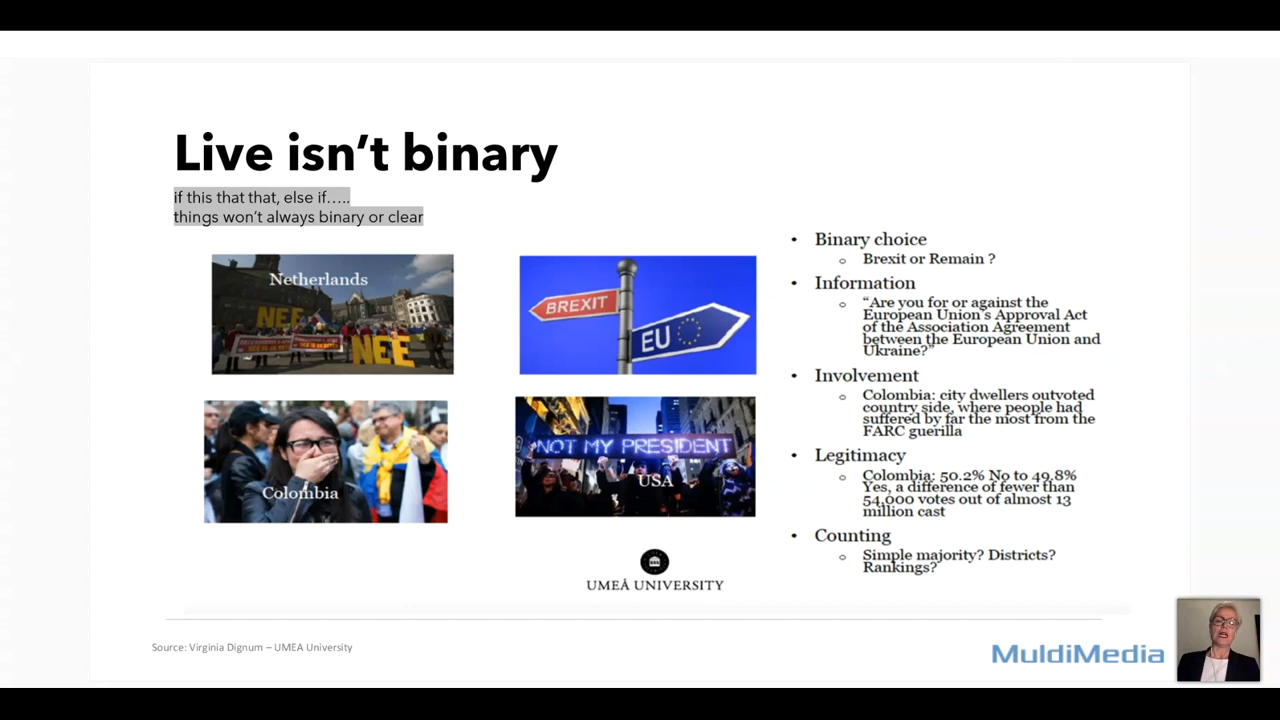 Live isn't binary
if this that that, else if…..
things won't always binary or clear
Netherlands
NEE
NEE
BREXIT
EU
Colombia
NOT MY PRESIDENT
USA
UMEÅ UNIVERSITY
• Binary choice
o Brexit or Remain ?
• Information
o "Are you for or against the
European Union's Approval Act
of the Association Agreement
between the European Union and
Ukraine?"
• Involvement
o Colombia: city dwellers outvoted
country side, where people had
suffered by far the most from the
FARC guerilla
• Legitimacy
o Colombia: 50.2% No to 49.8%
Yes, a difference of fewer than
54,000 votes out of almost 13
million cast
• Counting
o Simple majority? Districts?
Rankings?
Source: Virginia Dignum – UMEA University
MuldiMedia